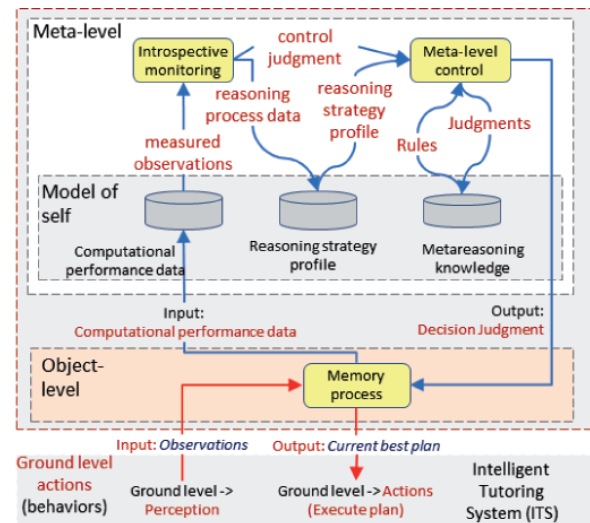 Meta-level
Introspective
monitoring
control
judgment
Meta-level
control
reasoning
process data
reasoning
strategy
profile
measured
observations
Rules
Judgments
Model of
self
Computational
performance data
Reasoning strategy
profile
Metareasoning
knowledge
Input:
Computational performance data
Output:
Decision Judgment
Object-
level
Memory
process
Input: Observations
Output: Current best plan
Ground level
actions
(behaviors)
Ground level ->
Perception
Ground level -> Actions
(Execute plan)
Intelligent
Tutoring
System (ITS)